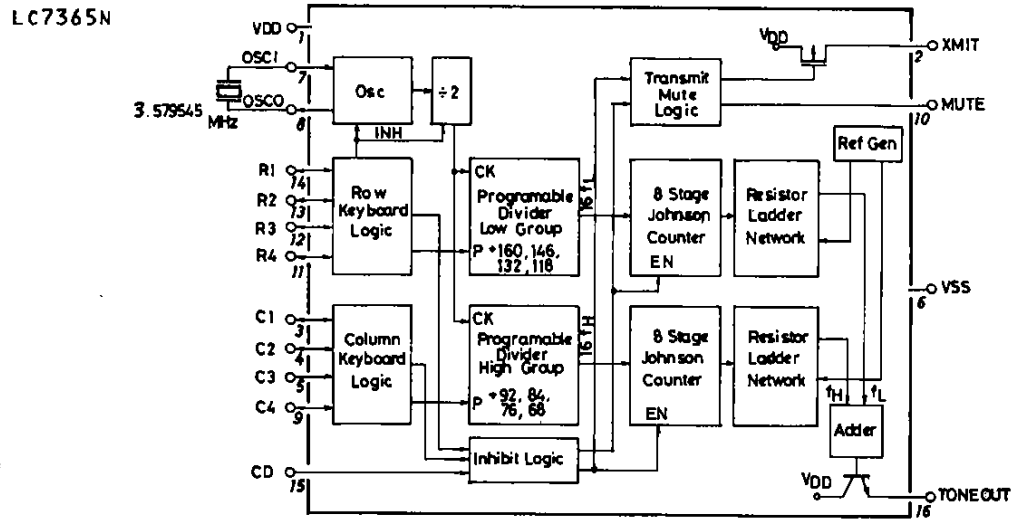 LC7365N
VDD
1
XMIT
2
VDD
OSCI
7
Osc
÷2
Transmit
Mute
Logic
OSCO
8
3.579545
MHz
MUTE
10
INH
Ref Gen
R1
14
R2
13
R3
12
R4
11
Row
Keyboard
Logic
CK
Programable
Divider
Low Group
P ÷160, 146,
132, 118
16 fL
8 Stage
Johnson
Counter
EN
Resistor
Ladder
Network
VSS
6
C1
3
C2
4
C3
5
C4
9
Column
Keyboard
Logic
CK
Programable
Divider
High Group
P ÷92, 84,
76, 68
16 fH
8 Stage
Johnson
Counter
EN
Resistor
Ladder
Network
fH
fL
Adder
CD
15
Inhibit Logic
VDD
TONEOUT
16